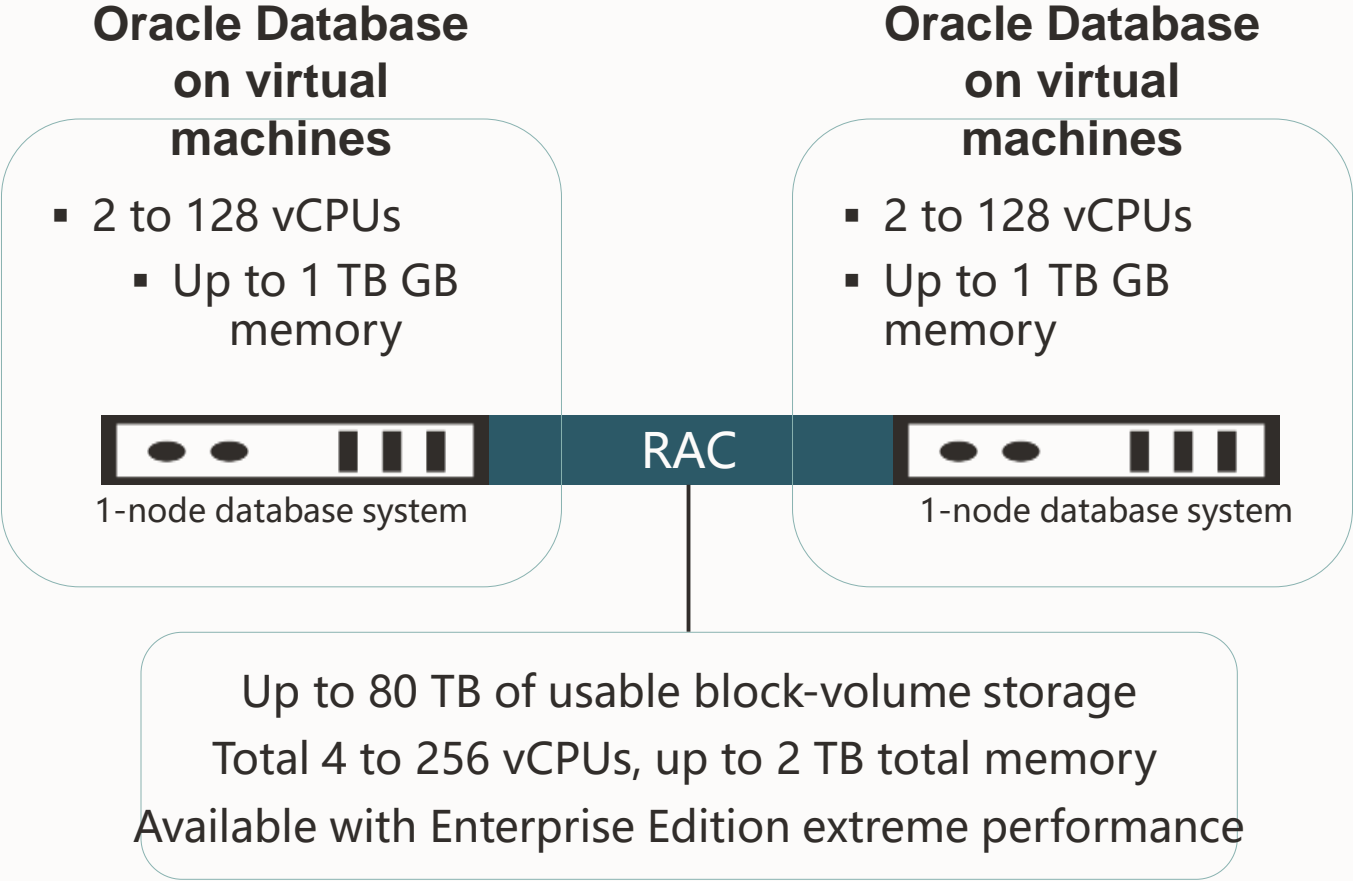 Oracle Database
on virtual
machines
▪ 2 to 128 vCPUs
▪ Up to 1 TB GB
memory
1-node database system
Oracle Database
on virtual
machines
▪ 2 to 128 vCPUs
▪ Up to 1 TB GB
memory
1-node database system
RAC
Up to 80 TB of usable block-volume storage
Total 4 to 256 vCPUs, up to 2 TB total memory
Available with Enterprise Edition extreme performance